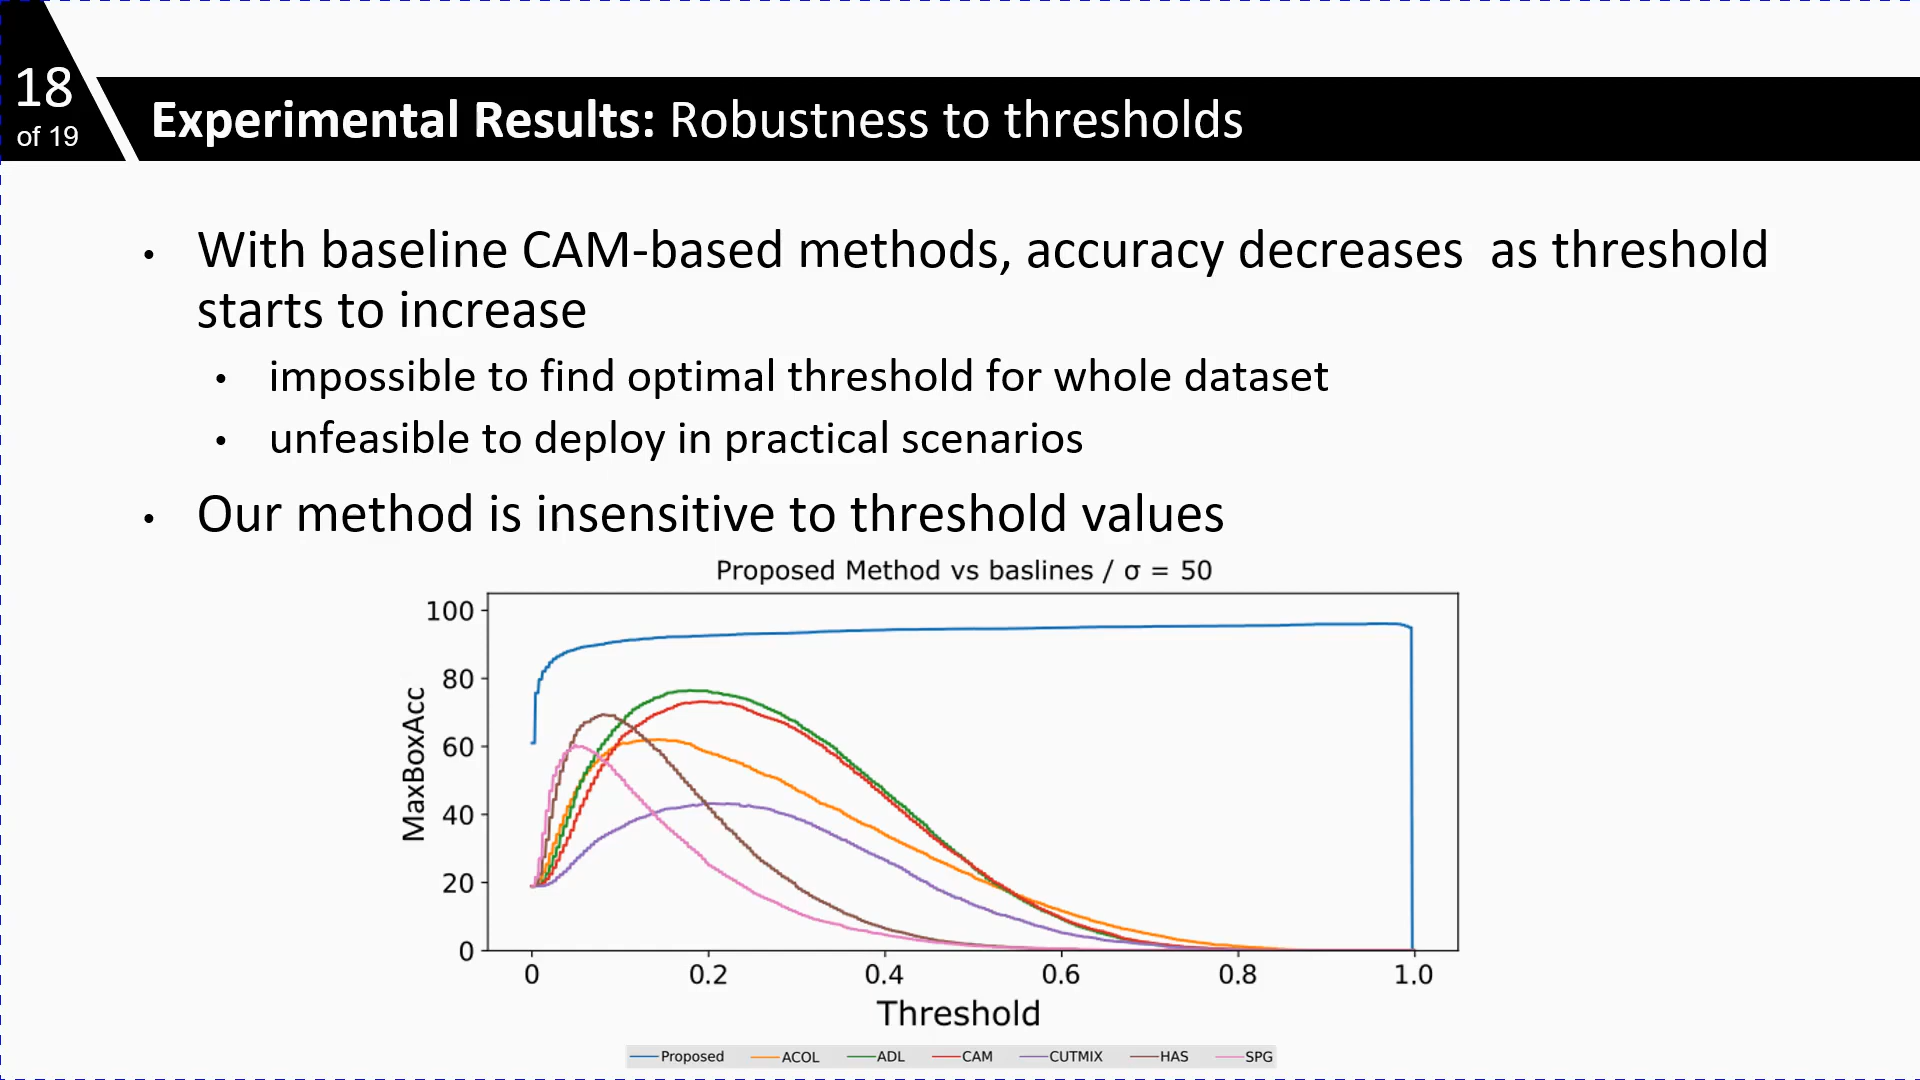 18
of 19
Experimental Results: Robustness to thresholds
• With baseline CAM-based methods, accuracy decreases  as threshold
starts to increase
• impossible to find optimal threshold for whole dataset
• unfeasible to deploy in practical scenarios
• Our method is insensitive to threshold values
Proposed Method vs baslines / σ = 50
100
80
60
40
20
0
MaxBoxAcc
0 0.2 0.4 0.6 0.8 1.0
Threshold
Proposed ACOL ADL CAM CUTMIX HAS SPG